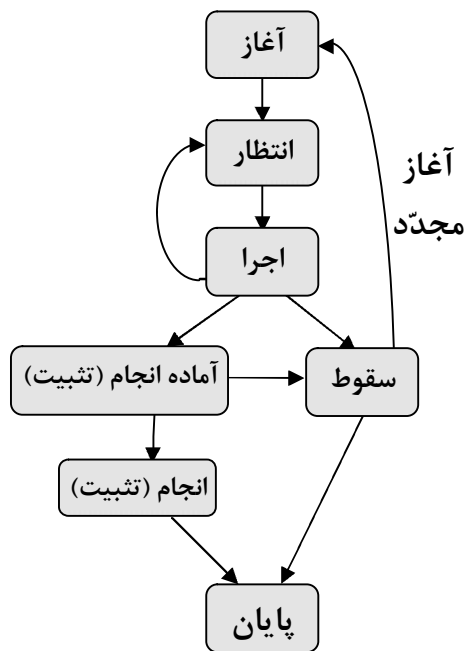 آغاز
انتظار
آغاز
مجدّد
اجرا
آماده انجام (تثبیت)
سقوط
انجام (تثبیت)
پایان